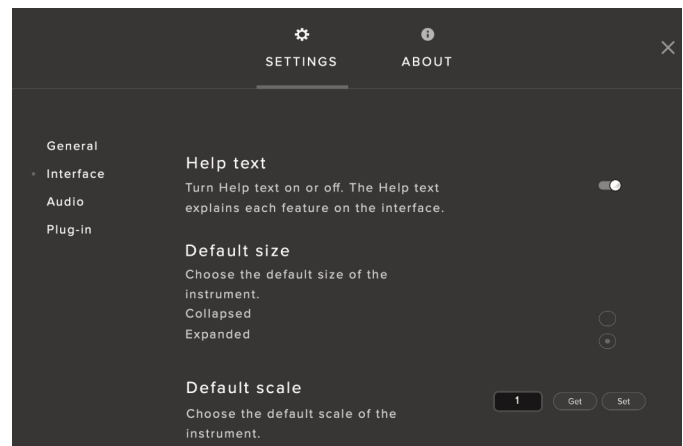 SETTINGS ABOUT
General
Interface
Audio
Plug-in
Help text
Turn Help text on or off. The Help text
explains each feature on the interface.
Default size
Choose the default size of the
instrument.
Collapsed
Expanded
Default scale
1 Get Set
Choose the default scale of the
instrument.